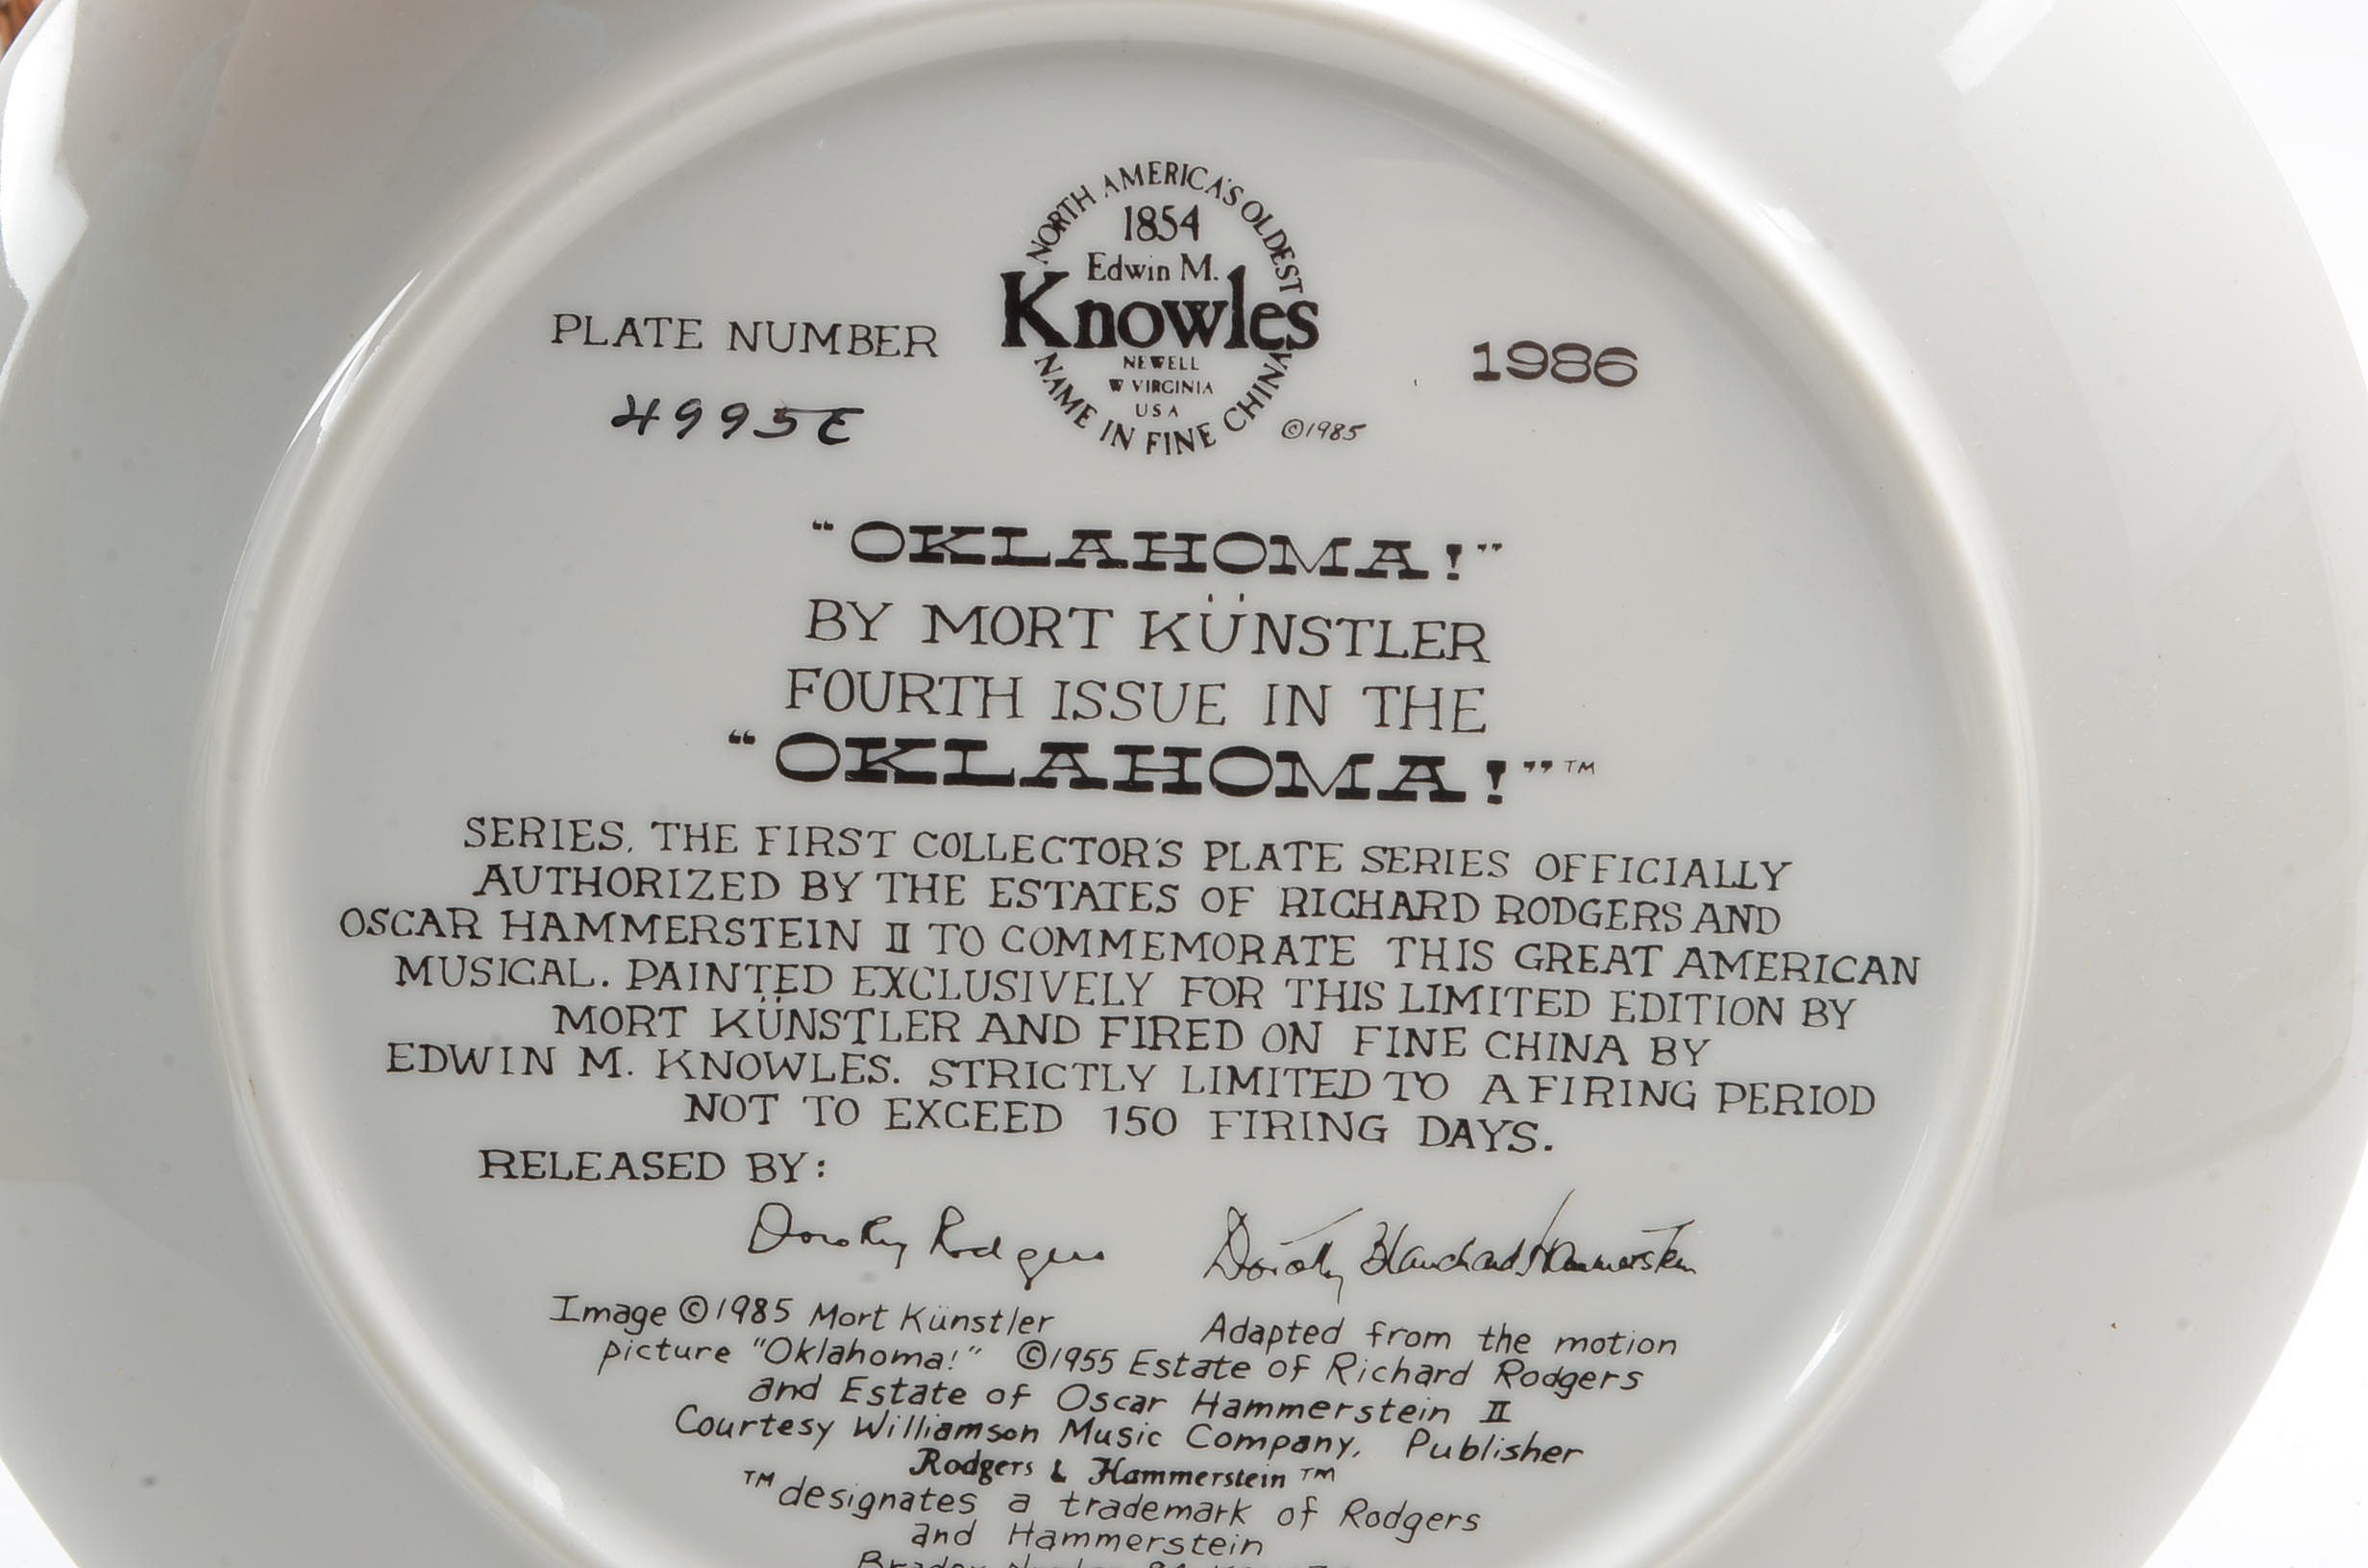 NORTH AMERICA'S OLDEST
1854
Edwin M.
Knowles
NEWELL
W VIRGINIA
USA
NAME IN FINE CHINA
©1985
PLATE NUMBER
4995E
1986
"OKLAHOMA!"
BY MORT KÜNSTLER
FOURTH ISSUE IN THE
"OKLAHOMA!"™
SERIES, THE FIRST COLLECTOR'S PLATE SERIES OFFICIALLY
AUTHORIZED BY THE ESTATES OF RICHARD RODGERS AND
OSCAR HAMMERSTEIN II TO COMMEMORATE THIS GREAT AMERICAN
MUSICAL. PAINTED EXCLUSIVELY FOR THIS LIMITED EDITION BY
MORT KÜNSTLER AND FIRED ON FINE CHINA BY
EDWIN M. KNOWLES. STRICTLY LIMITED TO A FIRING PERIOD
NOT TO EXCEED 150 FIRING DAYS.
RELEASED BY:
Dorothy Rodgers Dorothy Blanchard Hammerstein
Image ©1985 Mort Künstler Adapted from the motion
picture "Oklahoma!" ©1955 Estate of Richard Rodgers
and Estate of Oscar Hammerstein II
Courtesy Williamson Music Company, Publisher
Rodgers & Hammerstein™
™designates a trademark of Rodgers
and Hammerstein